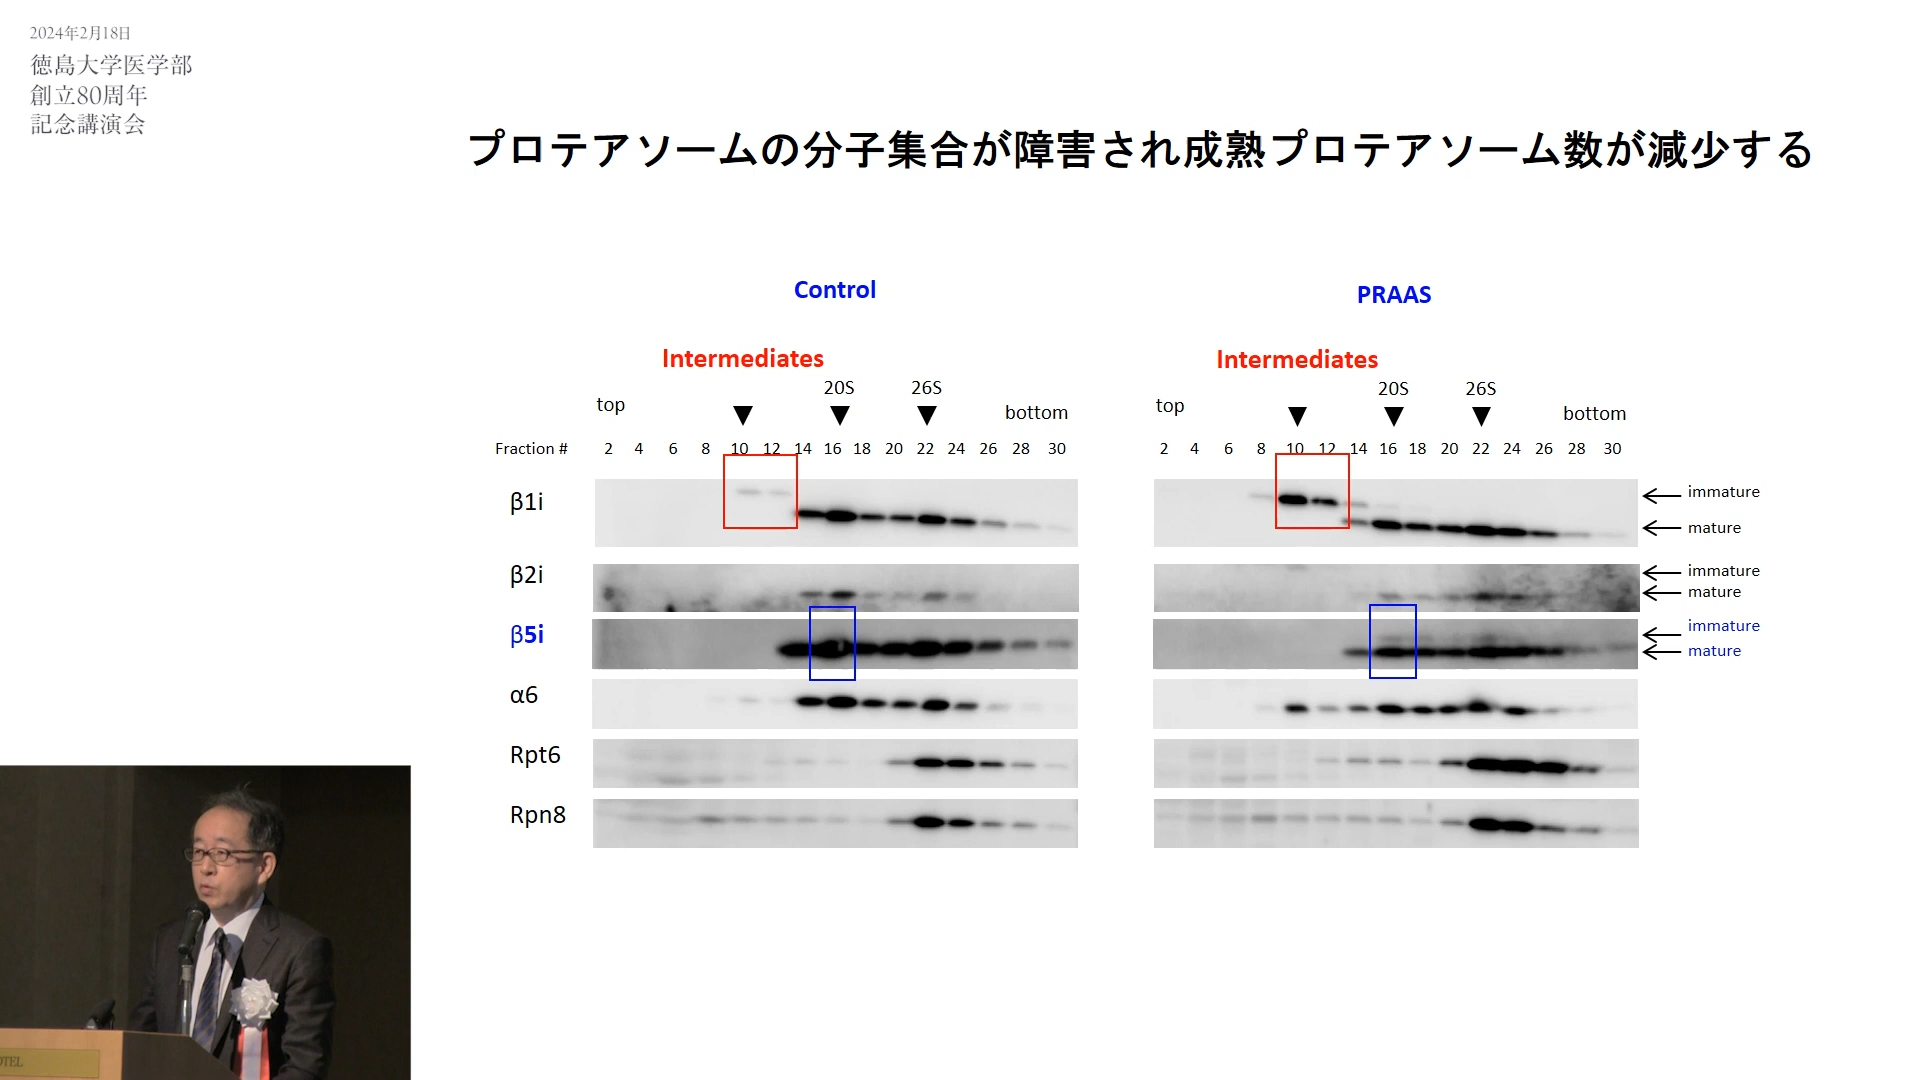 2024年2月18日
徳島大学医学部
創立80周年
記念講演会
プロテアソームの分子集合が障害され成熟プロテアソーム数が減少する
Control
PRAAS
Intermediates
Intermediates
20S 26S
20S 26S
top bottom
top bottom
Fraction # 2 4 6 8 10 12 14 16 18 20 22 24 26 28 30
2 4 6 8 10 12 14 16 18 20 22 24 26 28 30
β1i
immature
mature
β2i
immature
mature
β5i
immature
mature
α6
Rpt6
Rpn8